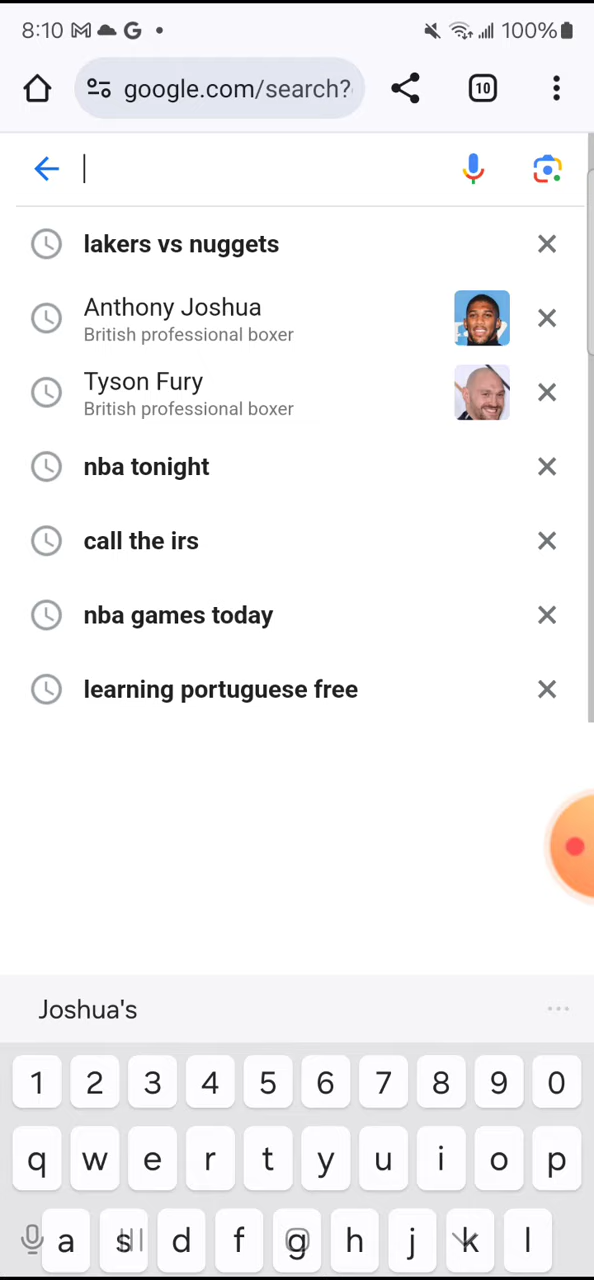 8:10 100%
google.com/search? 10
lakers vs nuggets
Anthony Joshua
British professional boxer
Tyson Fury
British professional boxer
nba tonight
call the irs
nba games today
learning portuguese free
Joshua's
1 2 3 4 5 6 7 8 9 0
q w e r t y u i o p
a s d f g h j k l